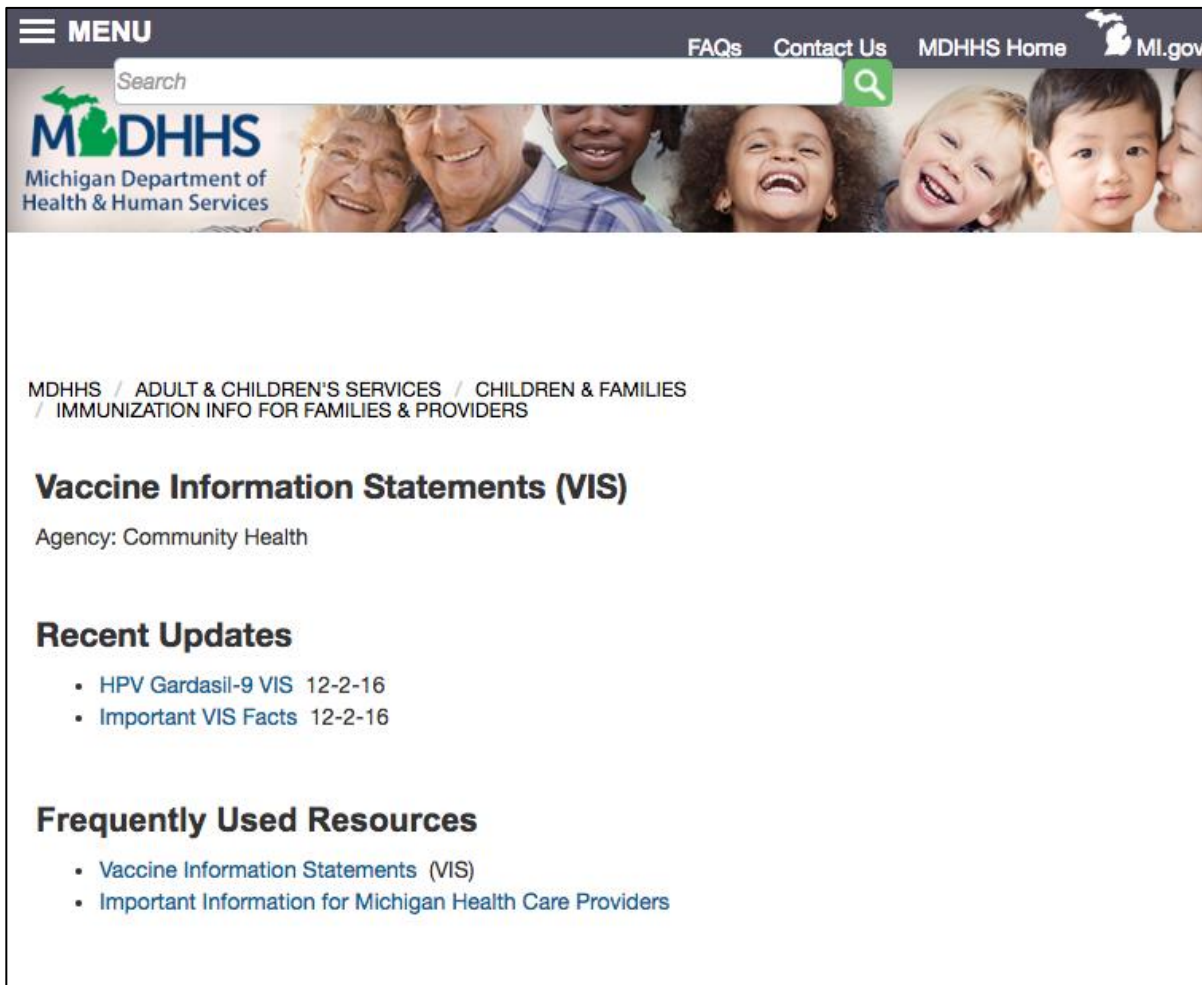 MENU
FAQs Contact Us MDHHS Home MI.gov
Search
MDHHS
Michigan Department of
Health & Human Services
MDHHS / ADULT & CHILDREN'S SERVICES / CHILDREN & FAMILIES
/ IMMUNIZATION INFO FOR FAMILIES & PROVIDERS
Vaccine Information Statements (VIS)
Agency: Community Health
Recent Updates
• HPV Gardasil-9 VIS 12-2-16
• Important VIS Facts 12-2-16
Frequently Used Resources
• Vaccine Information Statements (VIS)
• Important Information for Michigan Health Care Providers